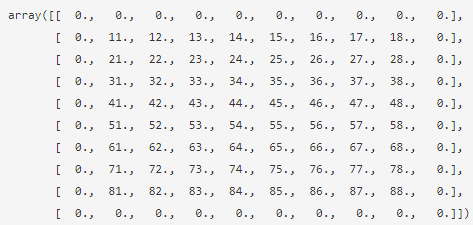 array([[  0.,   0.,   0.,   0.,   0.,   0.,   0.,   0.,   0.,   0.],
       [  0.,  11.,  12.,  13.,  14.,  15.,  16.,  17.,  18.,   0.],
       [  0.,  21.,  22.,  23.,  24.,  25.,  26.,  27.,  28.,   0.],
       [  0.,  31.,  32.,  33.,  34.,  35.,  36.,  37.,  38.,   0.],
       [  0.,  41.,  42.,  43.,  44.,  45.,  46.,  47.,  48.,   0.],
       [  0.,  51.,  52.,  53.,  54.,  55.,  56.,  57.,  58.,   0.],
       [  0.,  61.,  62.,  63.,  64.,  65.,  66.,  67.,  68.,   0.],
       [  0.,  71.,  72.,  73.,  74.,  75.,  76.,  77.,  78.,   0.],
       [  0.,  81.,  82.,  83.,  84.,  85.,  86.,  87.,  88.,   0.],
       [  0.,   0.,   0.,   0.,   0.,   0.,   0.,   0.,   0.,   0.]])